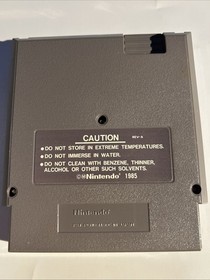 CAUTION
● DO NOT STORE IN EXTREME TEMPERATURES.
● DO NOT IMMERSE IN WATER.
● DO NOT CLEAN WITH BENZENE, THINNER,
ALCOHOL OR OTHER SUCH SOLVENTS.
©Nintendo 1985
Nintendo